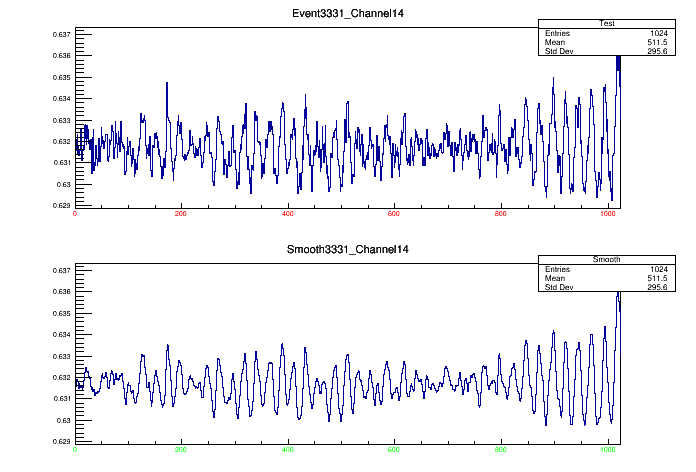 Event3331_Channel14
Test
Entries 1024
Mean 511.5
Std Dev 295.6
0.637
0.636
0.635
0.634
0.633
0.632
0.631
0.63
0.629
0 200 400 600 800 1000
Smooth3331_Channel14
Smooth
Entries 1024
Mean 511.5
Std Dev 295.6
0.637
0.636
0.635
0.634
0.633
0.632
0.631
0.63
0.629
0 200 400 600 800 1000